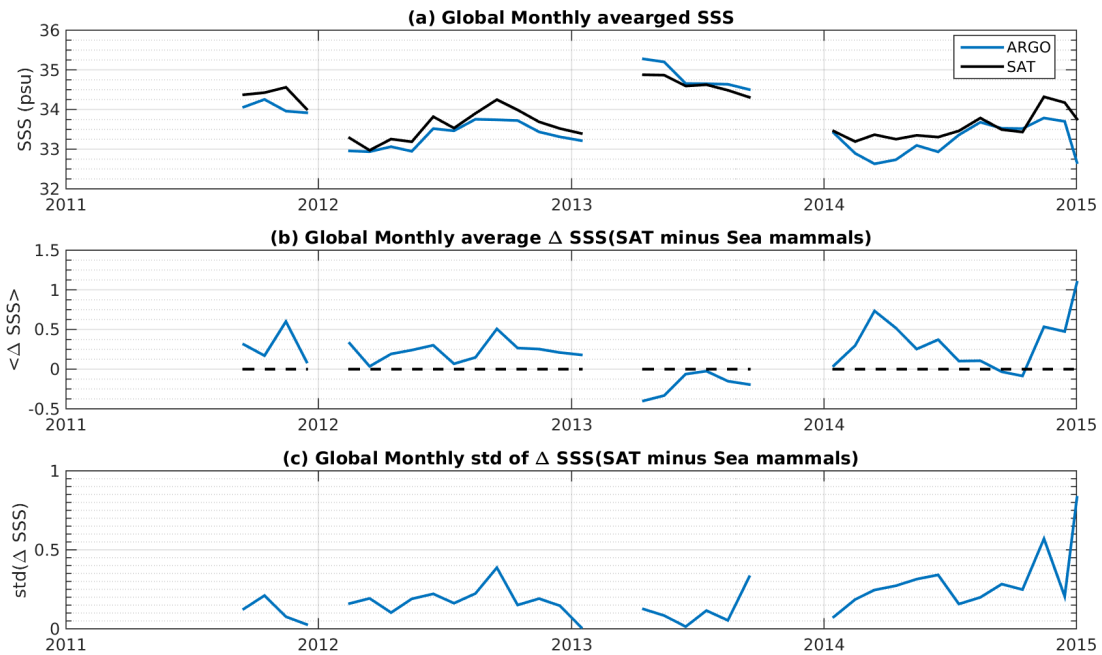 (a) Global Monthly avearged SSS
36
35
34
33
32
SSS (psu)
ARGO
SAT
2011 2012 2013 2014 2015
(b) Global Monthly average Δ SSS(SAT minus Sea mammals)
1.5
1
0.5
0
-0.5
<Δ SSS>
2011 2012 2013 2014 2015
(c) Global Monthly std of Δ SSS(SAT minus Sea mammals)
1
0.5
0
std(Δ SSS)
2011 2012 2013 2014 2015